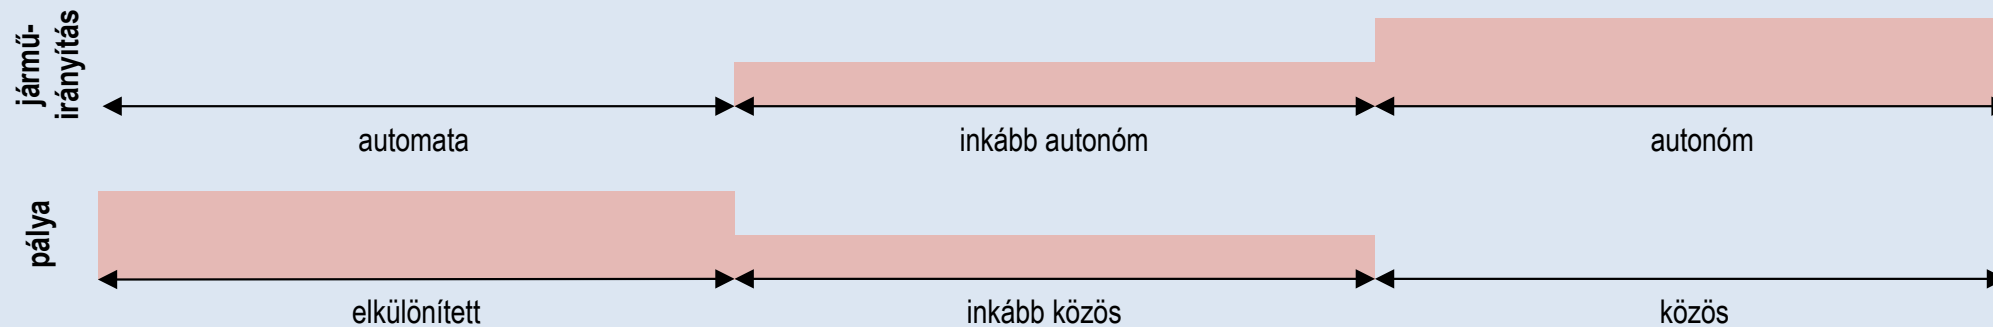 jármű-
irányítás
automata
inkább autonóm
autonóm
pálya
elkülönített
inkább közös
közös